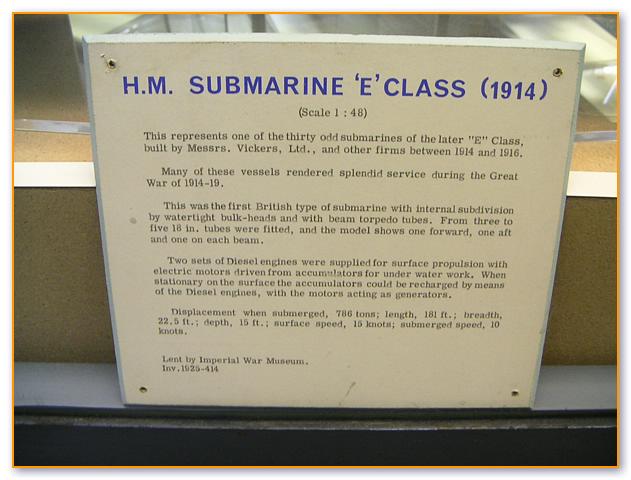 H.M. SUBMARINE 'E' CLASS (1914)
(Scale 1 : 48)
This represents one of the thirty odd submarines of the later "E" Class,
built by Messrs. Vickers, Ltd., and other firms between 1914 and 1916.
Many of these vessels rendered splendid service during the Great
War of 1914-19.
This was the first British type of submarine with internal subdivision
by watertight bulk-heads and with beam torpedo tubes. From three to
five 18 in. tubes were fitted, and the model shows one forward, one aft
and one on each beam.
Two sets of Diesel engines were supplied for surface propulsion with
electric motors driven from accumulators for under water work. When
stationary on the surface the accumulators could be recharged by means
of the Diesel engines, with the motors acting as generators.
Displacement when submerged, 786 tons; length, 181 ft.; breadth,
22.5 ft.; depth, 15 ft.; surface speed, 15 knots; submerged speed, 10
knots.
Lent by Imperial War Museum.
Inv.1925-414